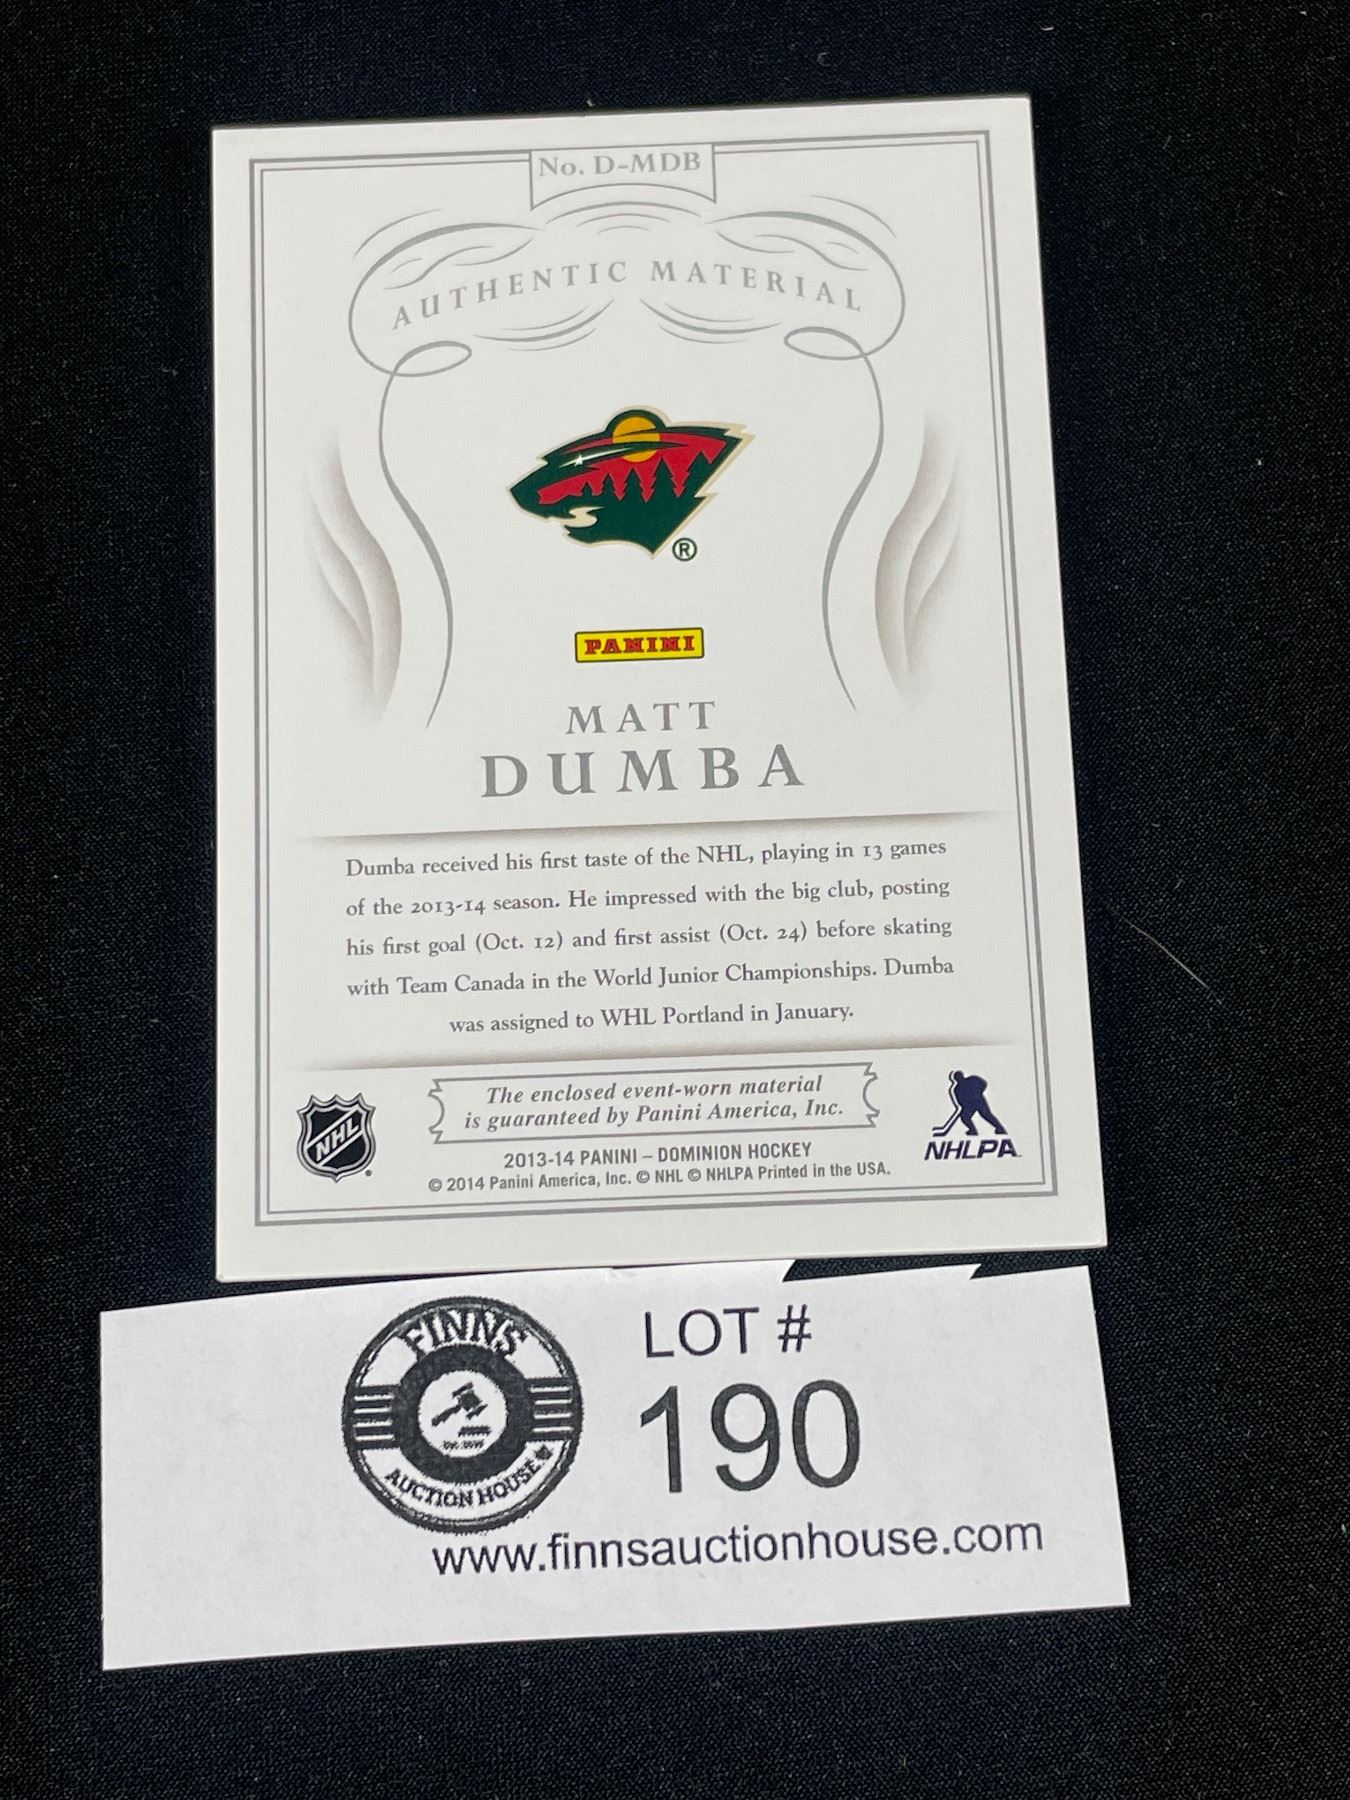 No. D-MDB
AUTHENTIC MATERIAL
®
PANINI
MATT
DUMBA
Dumba received his first taste of the NHL, playing in 13 games
of the 2013-14 season. He impressed with the big club, posting
his first goal (Oct. 12) and first assist (Oct. 24) before skating
with Team Canada in the World Junior Championships. Dumba
was assigned to WHL Portland in January.
The enclosed event-worn material
is guaranteed by Panini America, Inc.
NHL
NHLPA
2013-14 PANINI – DOMINION HOCKEY
© 2014 Panini America, Inc. © NHL © NHLPA Printed in the USA.
FINNS
AUCTION HOUSE
LOT #
190
www.finnsauctionhouse.com